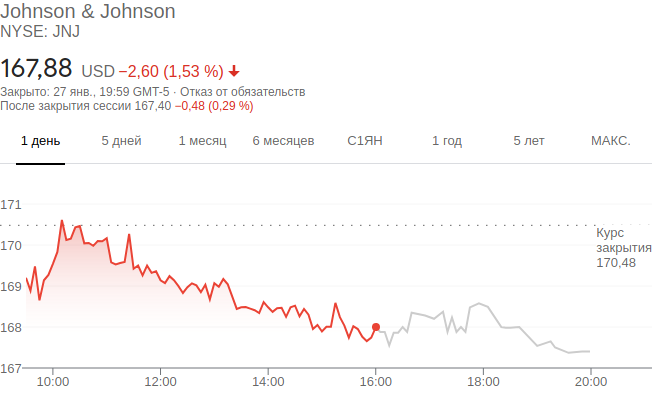 Johnson & Johnson
NYSE: JNJ
167,88 USD −2,60 (1,53 %)
Закрыто: 27 янв., 19:59 GMT-5 · Отказ от обязательств
После закрытия сессии 167,40 −0,48 (0,29 %)
1 день 5 дней 1 месяц 6 месяцев С1ЯН 1 год 5 лет МАКС.
171
170
169
168
167
Курс
закрытия
170,48
10:00 12:00 14:00 16:00 18:00 20:00